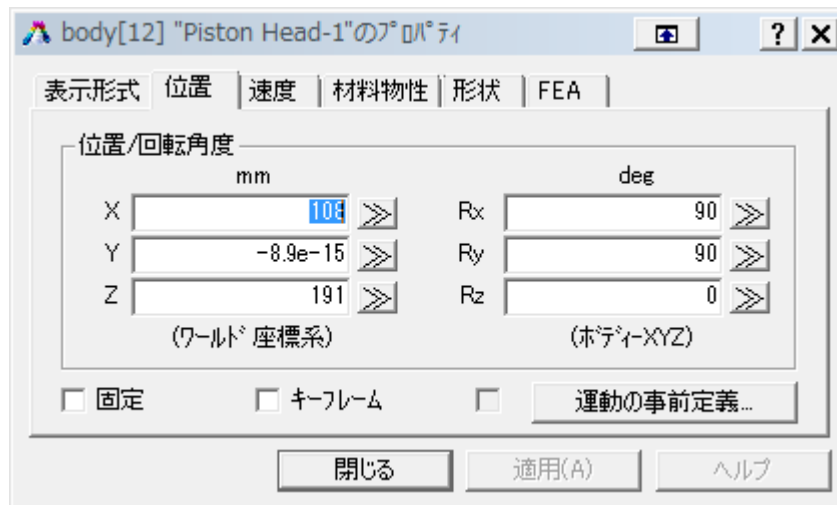 body[12] "Piston Head-1"のﾌﾟﾛﾊﾟﾃｨ
?
表示形式 位置 速度 材料物性 形状 FEA
位置/回転角度
mm deg
X 108 Rx 90
Y -8.9e-15 Ry 90
Z 191 Rz 0
(ﾜｰﾙﾄﾞ座標系) (ﾎﾞﾃﾞｨｰXYZ)
固定 ｷｰﾌﾚｰﾑ 運動の事前定義...
閉じる 適用(A) ヘルプ